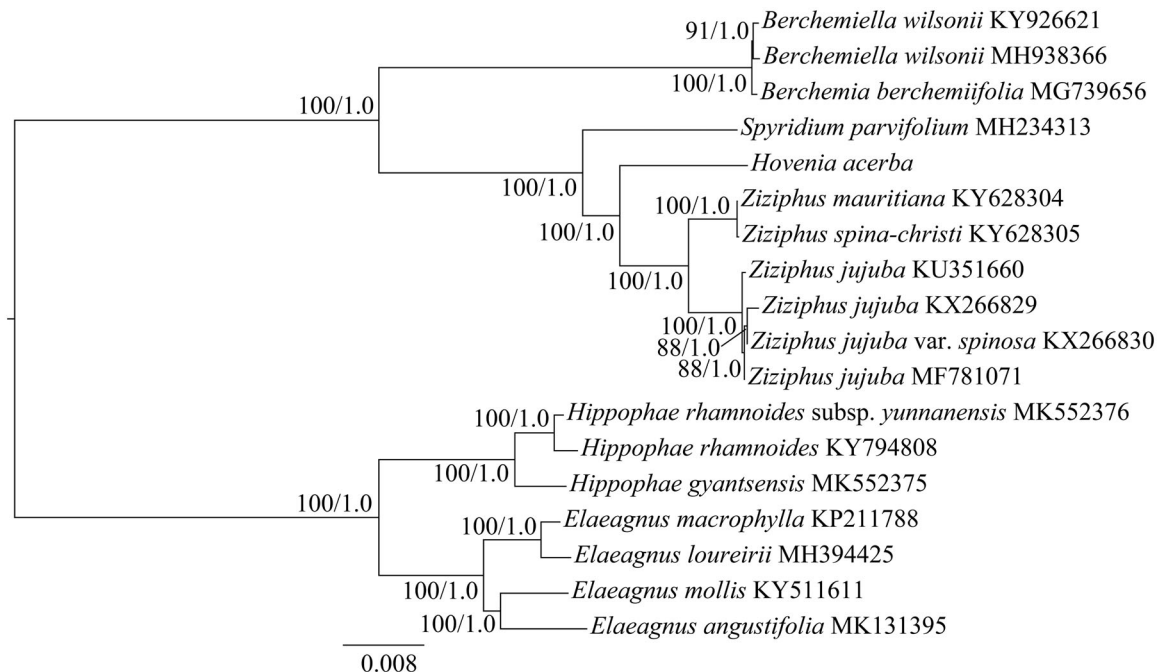 Berchemiella wilsonii KY926621
91/1.0
Berchemiella wilsonii MH938366
100/1.0
Berchemia berchemiifolia MG739656
100/1.0
Spyridium parvifolium MH234313
Hovenia acerba
100/1.0
Ziziphus mauritiana KY628304
100/1.0
100/1.0
Ziziphus spina-christi KY628305
Ziziphus jujuba KU351660
100/1.0
Ziziphus jujuba KX266829
100/1.0
88/1.0
Ziziphus jujuba var. spinosa KX266830
88/1.0
Ziziphus jujuba MF781071
Hippophae rhamnoides subsp. yunnanensis MK552376
100/1.0
Hippophae rhamnoides KY794808
100/1.0
Hippophae gyantsensis MK552375
100/1.0
Elaeagnus macrophylla KP211788
100/1.0
Elaeagnus loureirii MH394425
100/1.0
Elaeagnus mollis KY511611
100/1.0
Elaeagnus angustifolia MK131395
0.008